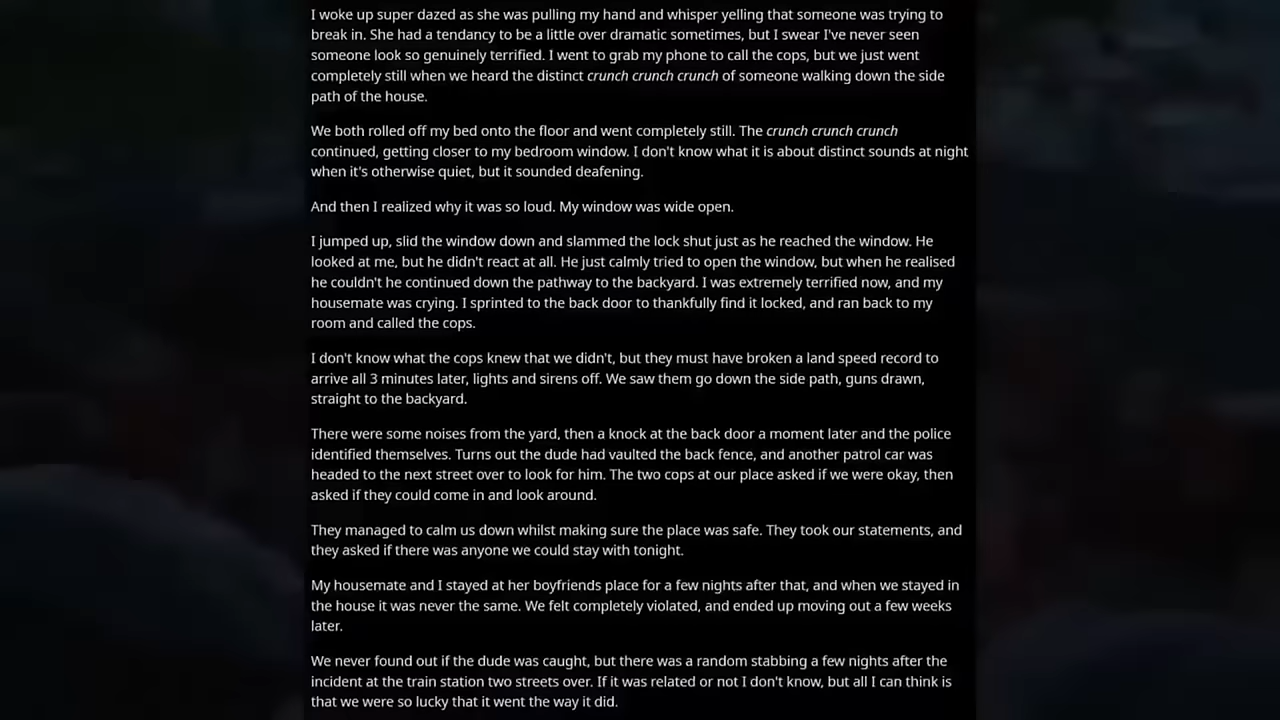 I woke up super dazed as she was pulling my hand and whisper yelling that someone was trying to
break in. She had a tendancy to be a little over dramatic sometimes, but I swear I've never seen
someone look so genuinely terrified. I went to grab my phone to call the cops, but we just went
completely still when we heard the distinct crunch crunch crunch of someone walking down the side
path of the house.
We both rolled off my bed onto the floor and went completely still. The crunch crunch crunch
continued, getting closer to my bedroom window. I don't know what it is about distinct sounds at night
when it's otherwise quiet, but it sounded deafening.
And then I realized why it was so loud. My window was wide open.
I jumped up, slid the window down and slammed the lock shut just as he reached the window. He
looked at me, but he didn't react at all. He just calmly tried to open the window, but when he realised
he couldn't he continued down the pathway to the backyard. I was extremely terrified now, and my
housemate was crying. I sprinted to the back door to thankfully find it locked, and ran back to my
room and called the cops.
I don't know what the cops knew that we didn't, but they must have broken a land speed record to
arrive all 3 minutes later, lights and sirens off. We saw them go down the side path, guns drawn,
straight to the backyard.
There were some noises from the yard, then a knock at the back door a moment later and the police
identified themselves. Turns out the dude had vaulted the back fence, and another patrol car was
headed to the next street over to look for him. The two cops at our place asked if we were okay, then
asked if they could come in and look around.
They managed to calm us down whilst making sure the place was safe. They took our statements, and
they asked if there was anyone we could stay with tonight.
My housemate and I stayed at her boyfriends place for a few nights after that, and when we stayed in
the house it was never the same. We felt completely violated, and ended up moving out a few weeks
later.
We never found out if the dude was caught, but there was a random stabbing a few nights after the
incident at the train station two streets over. If it was related or not I don't know, but all I can think is
that we were so lucky that it went the way it did.